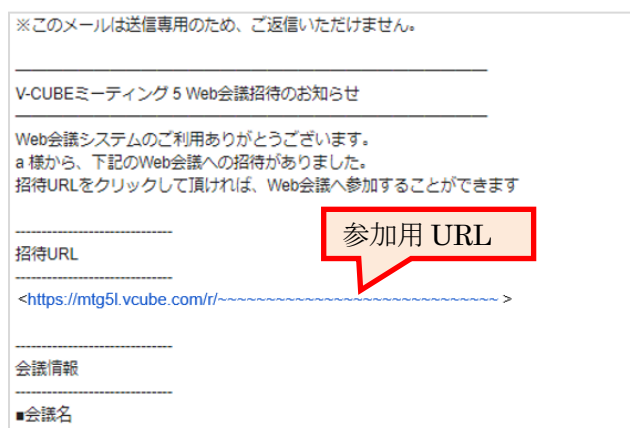 ※このメールは送信専用のため、ご返信いただけません。
V-CUBEミーティング 5 Web会議招待のお知らせ
Web会議システムのご利用ありがとうございます。
a 様から、下記のWeb会議への招待がありました。
招待URLをクリックして頂ければ、Web会議へ参加することができます
参加用 URL
------------------------------
招待URL
------------------------------
<https://mtg5l.vcube.com/r/~~~~~~~~~~~~~~~~~~~~~~~~~~~~~ >
------------------------------
会議情報
------------------------------
■会議名